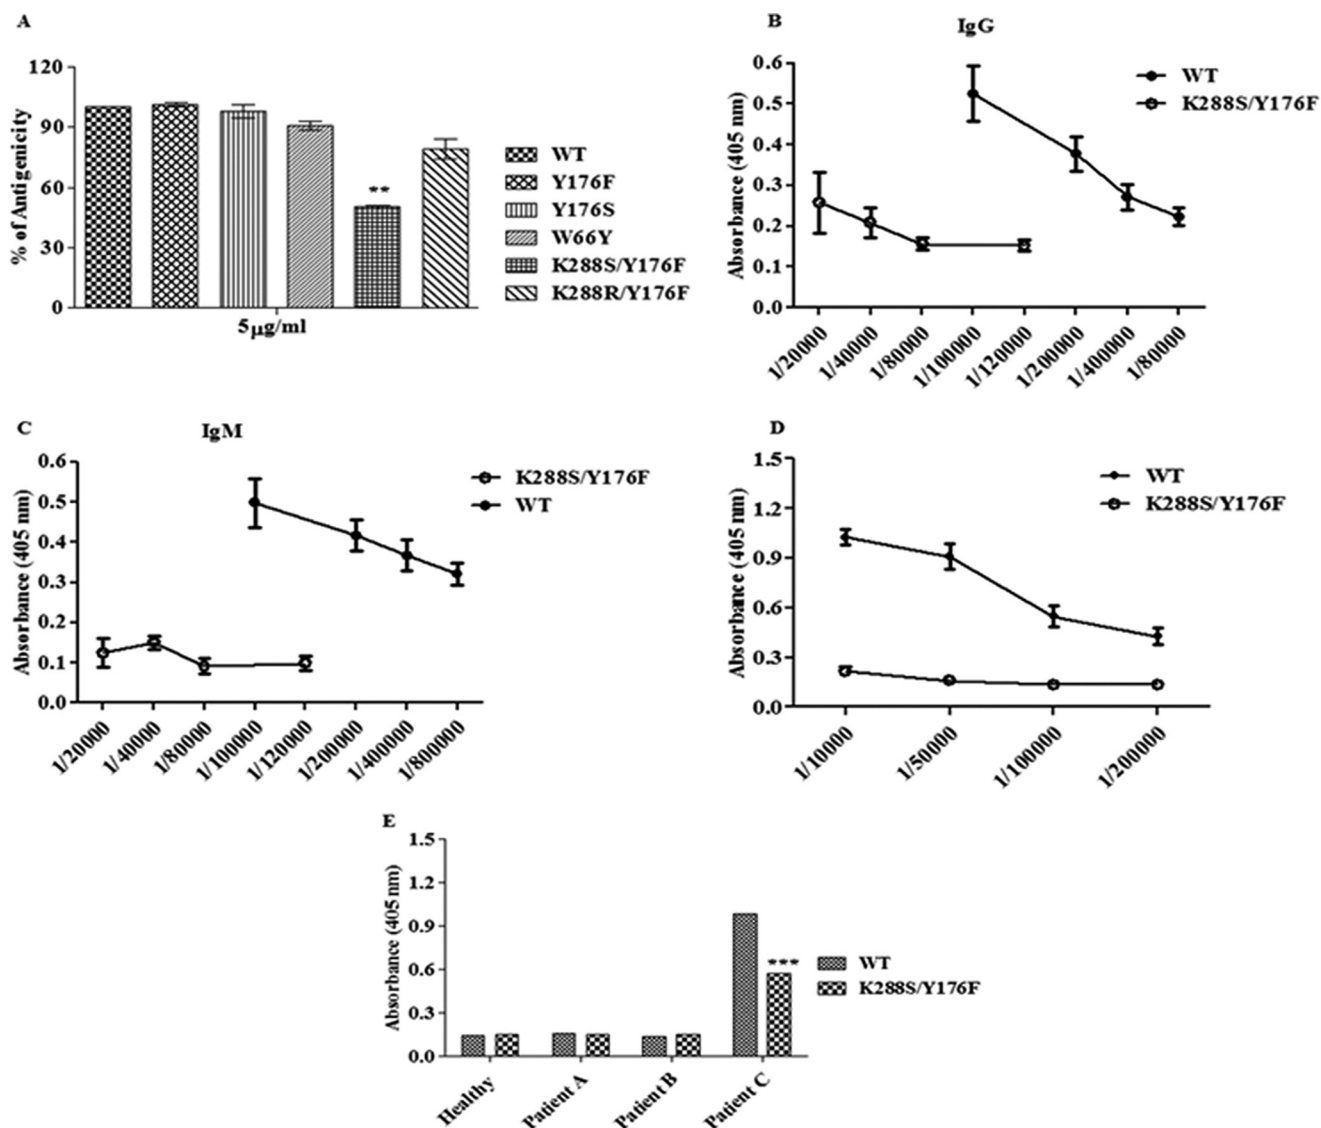 A
120
90
60
30
0
% of Antigenicity
**
5µg/ml
WT
Y176F
Y176S
W66Y
K288S/Y176F
K288R/Y176F
B
IgG
0.6
0.5
0.4
0.3
0.2
0.1
0.0
Absorbance (405 nm)
WT
K288S/Y176F
1/20000
1/40000
1/80000
1/100000
1/120000
1/200000
1/400000
1/80000
C
IgM
0.6
0.5
0.4
0.3
0.2
0.1
0.0
Absorbance (405 nm)
K288S/Y176F
WT
1/20000
1/40000
1/80000
1/100000
1/120000
1/200000
1/400000
1/800000
D
1.5
1.2
0.9
0.6
0.3
0.0
Absorbance (405 nm)
WT
K288S/Y176F
1/10000
1/50000
1/100000
1/200000
E
1.5
1.2
0.9
0.6
0.3
0.0
Absorbance (405 nm)
***
WT
K288S/Y176F
Healthy
Patient A
Patient B
Patient C